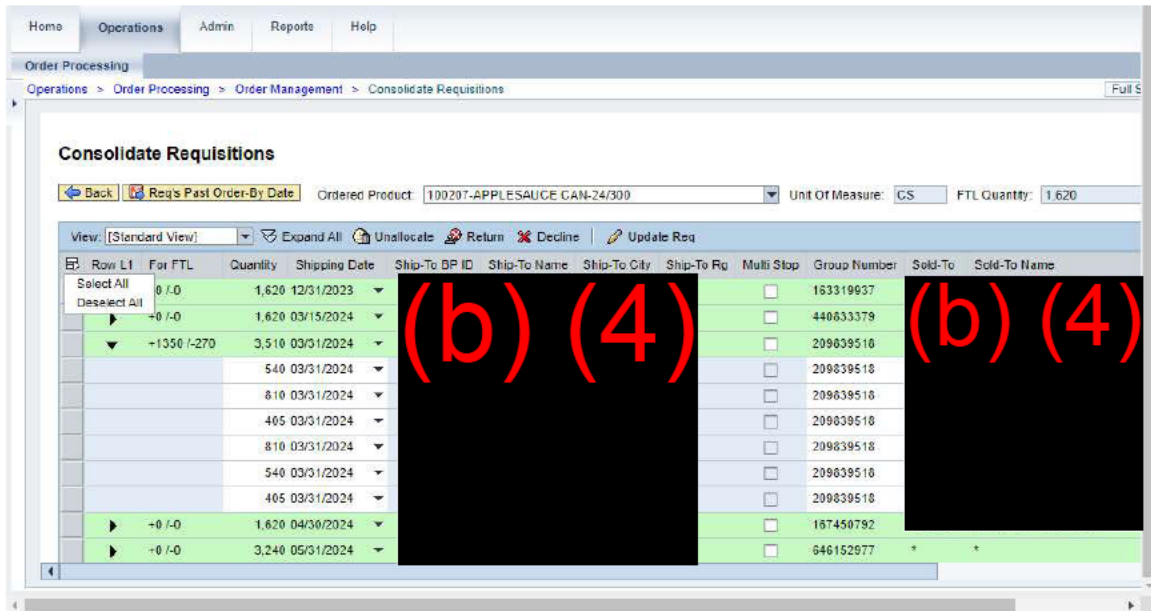 Home Operations Admin Reports Help
Order Processing
Operations > Order Processing > Order Management > Consolidate Requisitions Full S
Consolidate Requisitions
Back Req's Past Order-By Date Ordered Product: 100207-APPLESAUCE CAN-24/300 Unit Of Measure: CS FTL Quantity: 1,620
View: [Standard View] Expand All Unallocate Return Decline | Update Req
Row L1 For FTL Quantity Shipping Date Ship-To BP ID Ship-To Name Ship-To City Ship-To Rg Multi Stop Group Number Sold-To Sold-To Name
Select All
Deselect All
+0 /-0 1,620 12/31/2023 163319937
+0 /-0 1,620 03/15/2024 440833379
(b) (4)
(b) (4)
+1350 /-270 3,510 03/31/2024 209839518
540 03/31/2024 209839518
810 03/31/2024 209839518
405 03/31/2024 209839518
810 03/31/2024 209839518
540 03/31/2024 209839518
405 03/31/2024 209839518
+0 /-0 1,620 04/30/2024 167450792
+0 /-0 3,240 05/31/2024 646152977 * *